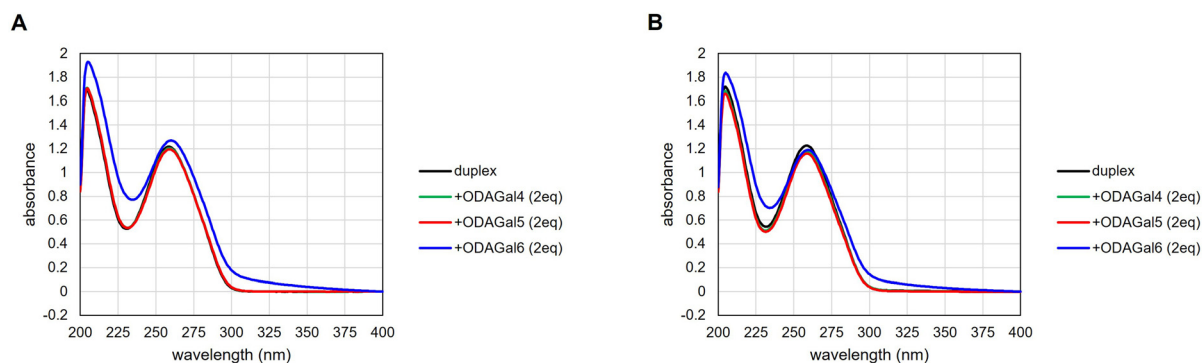 A
2
1.8
1.6
1.4
1.2
1
0.8
0.6
0.4
0.2
0
-0.2
absorbance
200 225 250 275 300 325 350 375 400
wavelength (nm)
duplex
+ODAGal4 (2eq)
+ODAGal5 (2eq)
+ODAGal6 (2eq)
B
2
1.8
1.6
1.4
1.2
1
0.8
0.6
0.4
0.2
0
-0.2
absorbance
200 225 250 275 300 325 350 375 400
wavelength (nm)
duplex
+ODAGal4 (2eq)
+ODAGal5 (2eq)
+ODAGal6 (2eq)